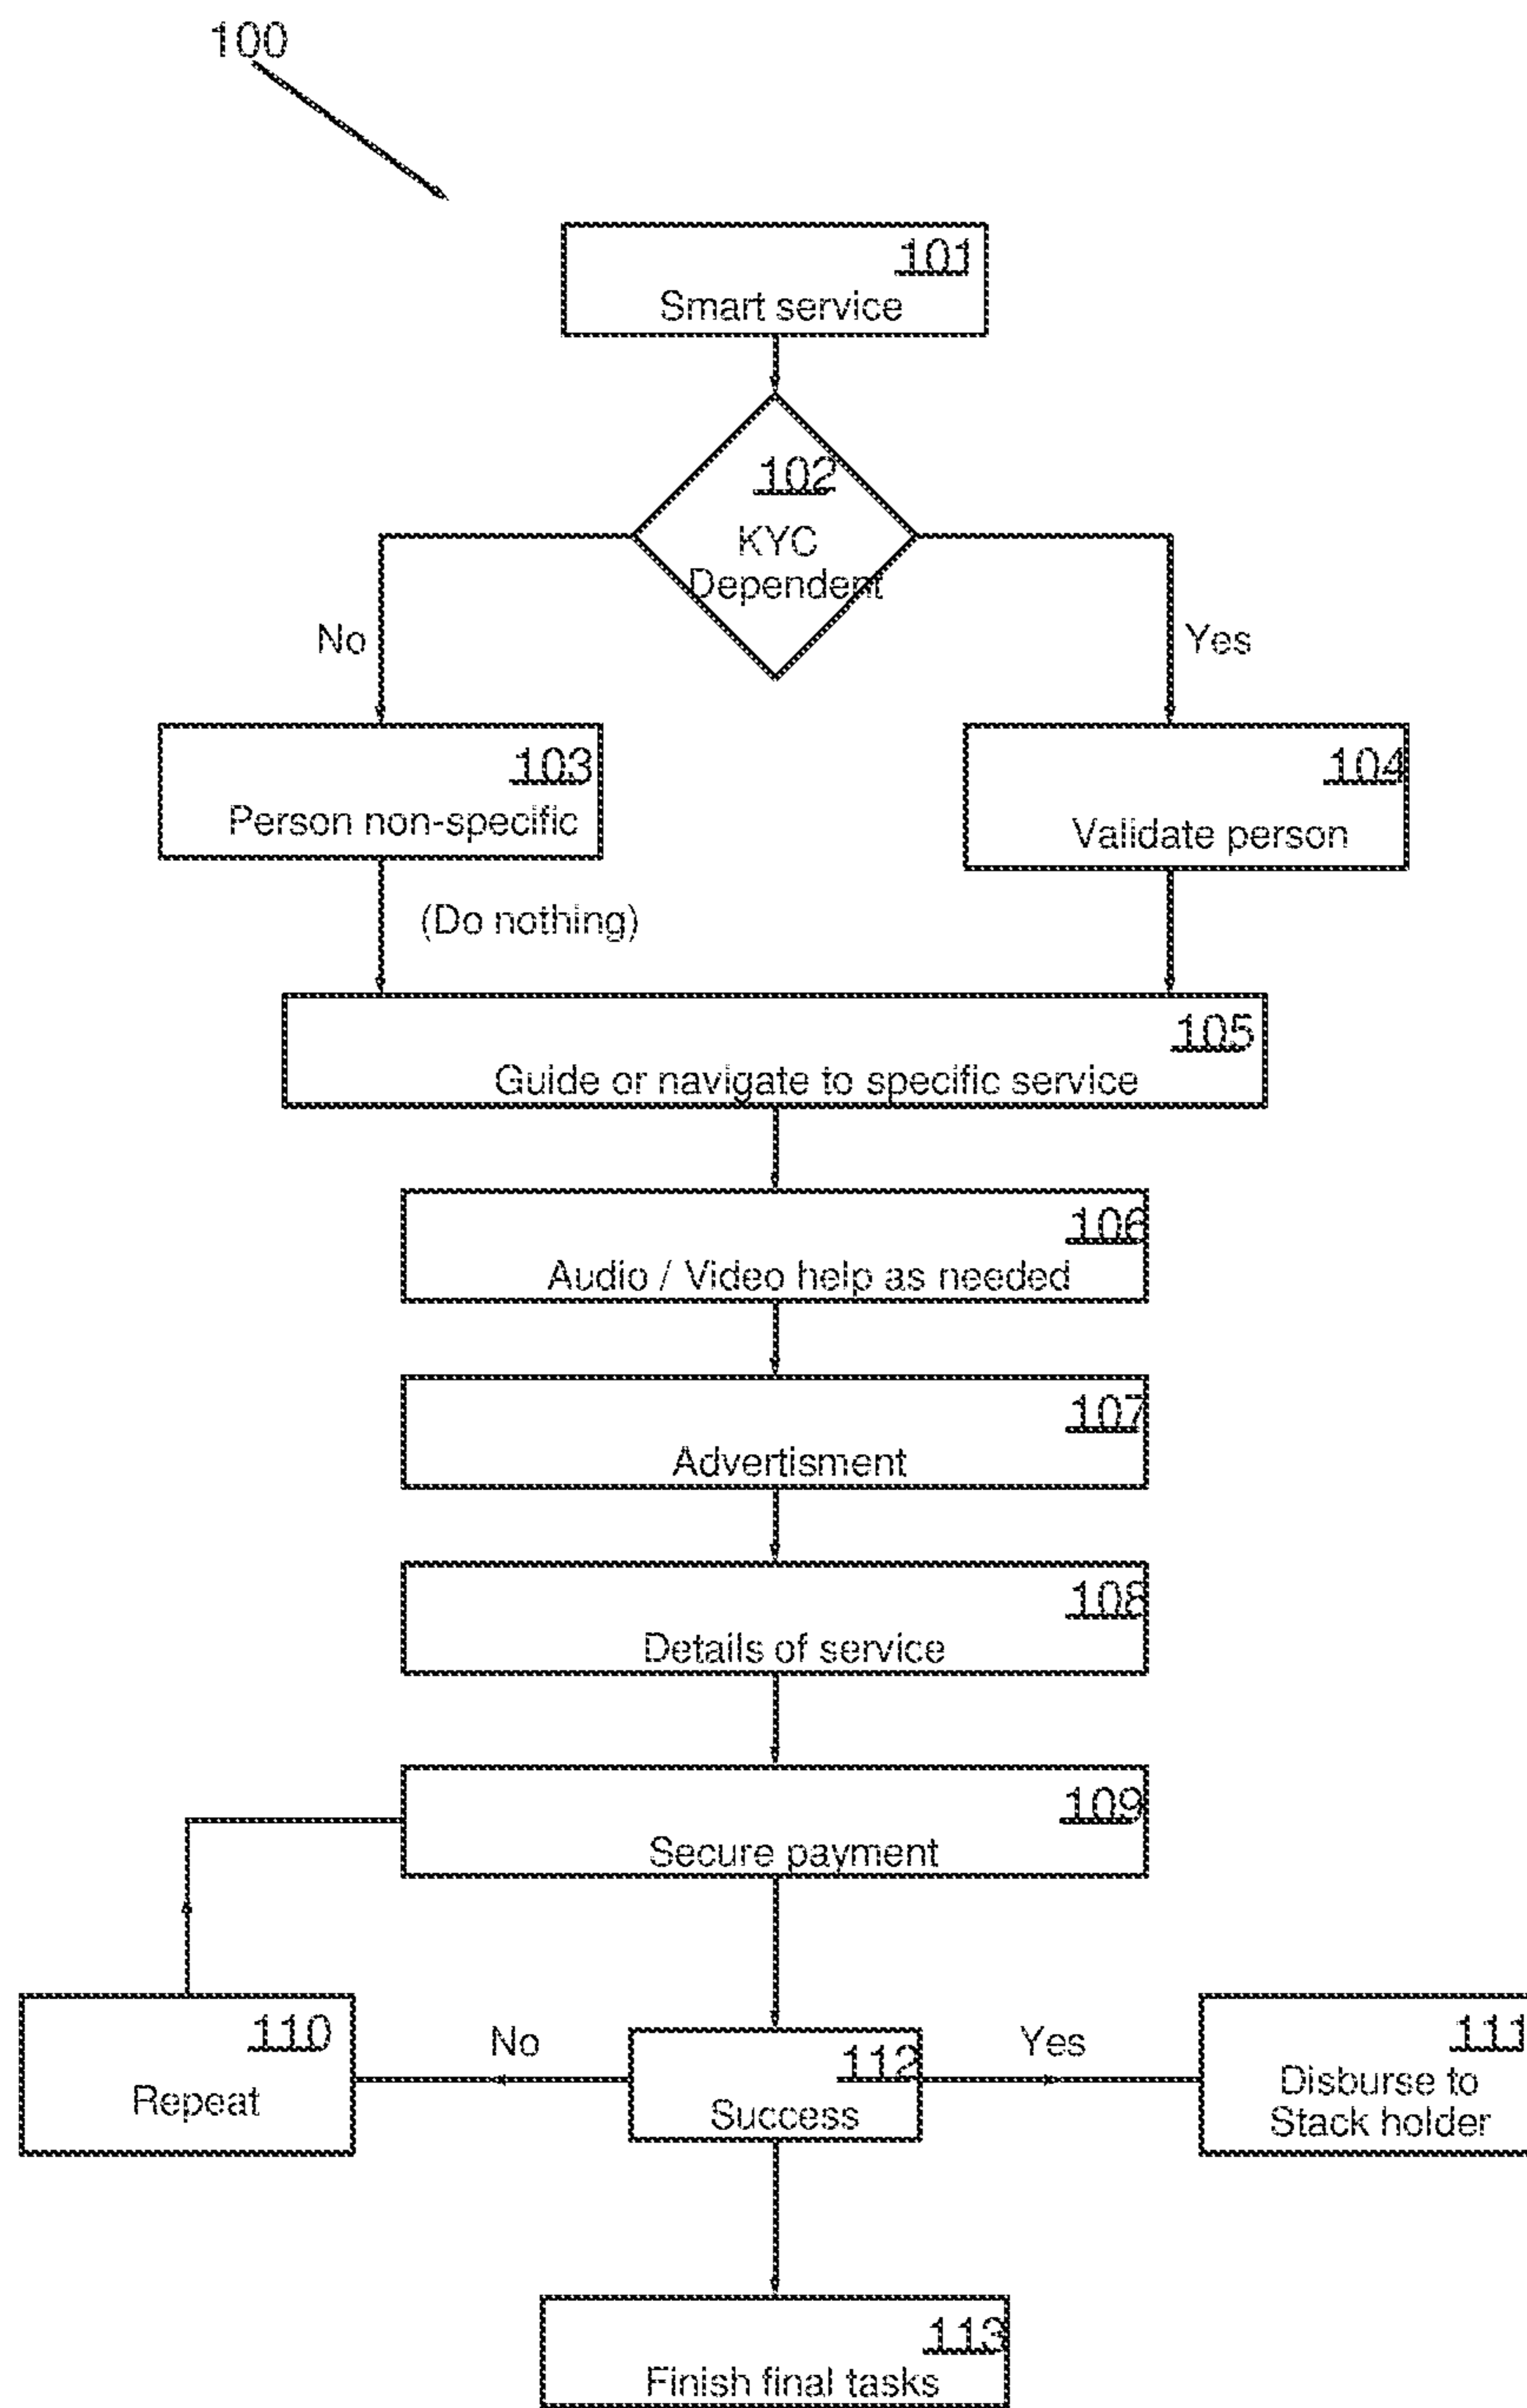 100
101
Smart service
102
KYC
Dependent
No
Yes
103
Person non-specific
104
Validate person
(Do nothing)
105
Guide or navigate to specific service
106
Audio / Video help as needed
107
Advertisment
108
Details of service
109
Secure payment
110
Repeat
No
112
Success
Yes
111
Disburse to
Stack holder
113
Finish final tasks